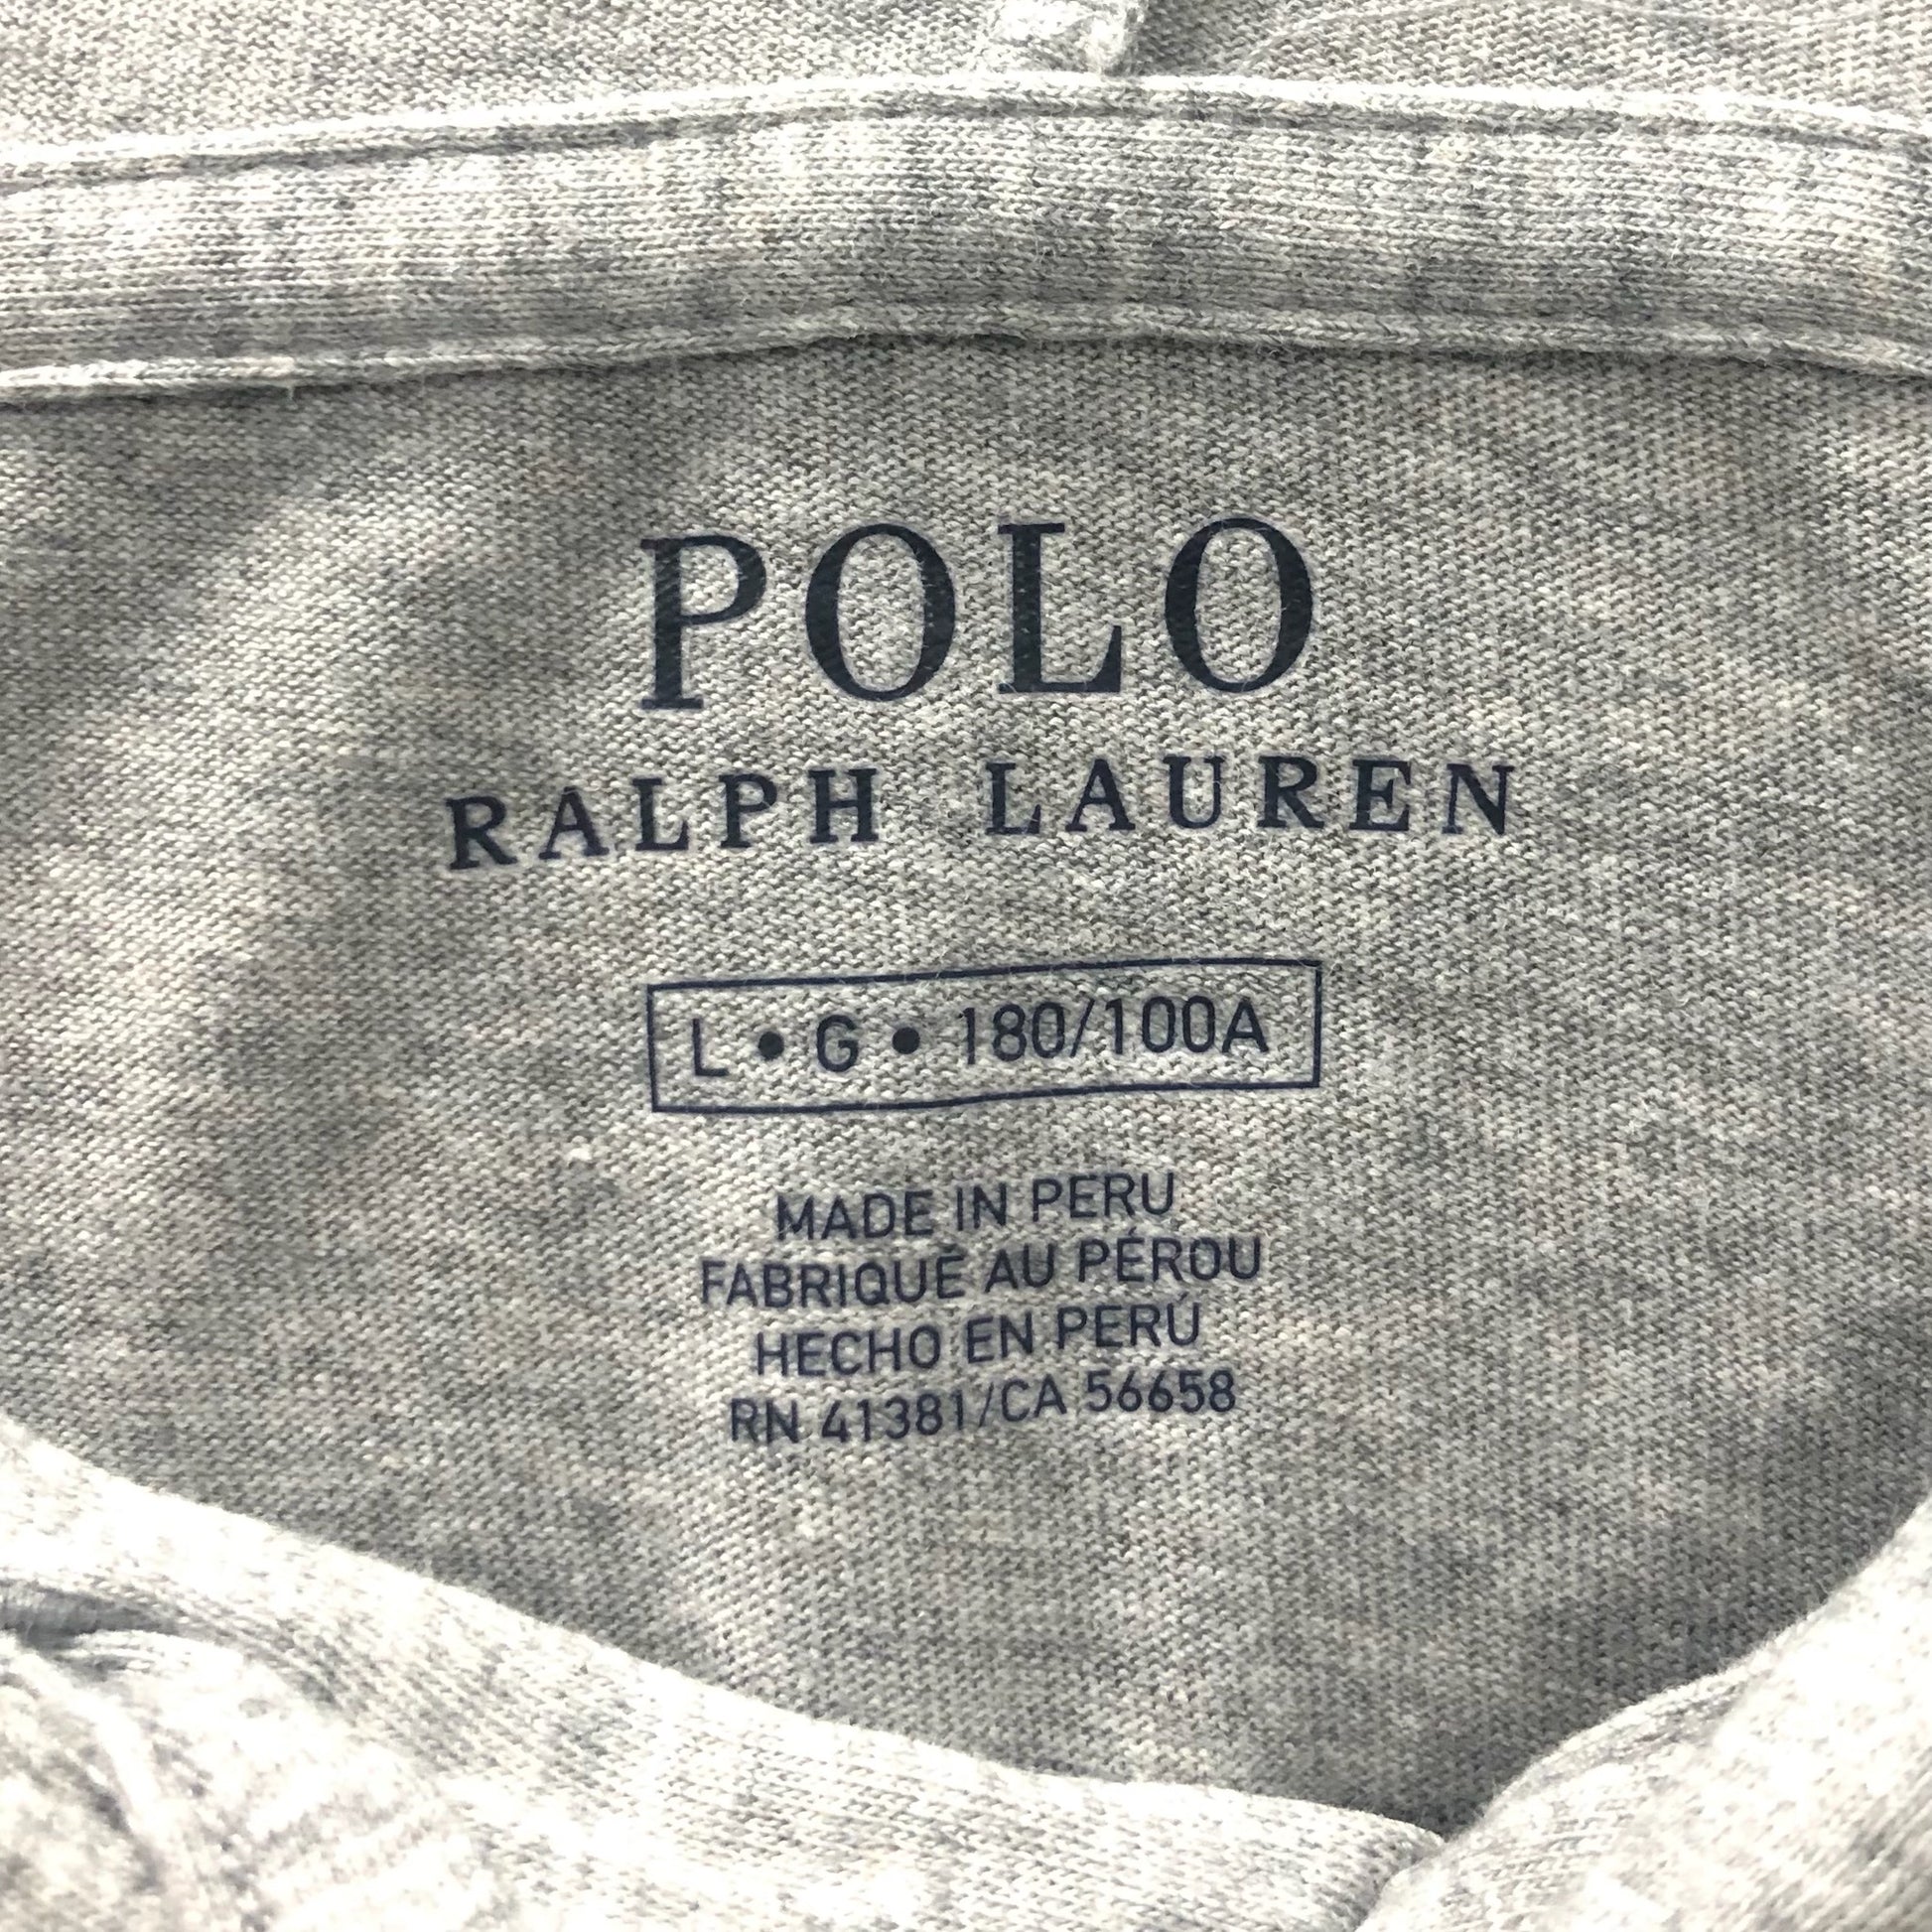 POLO
RALPH LAUREN
L • G • 180/100A
MADE IN PERU
FABRIQUÉ AU PÉROU
HECHO EN PERÚ
RN 41381/CA 56658